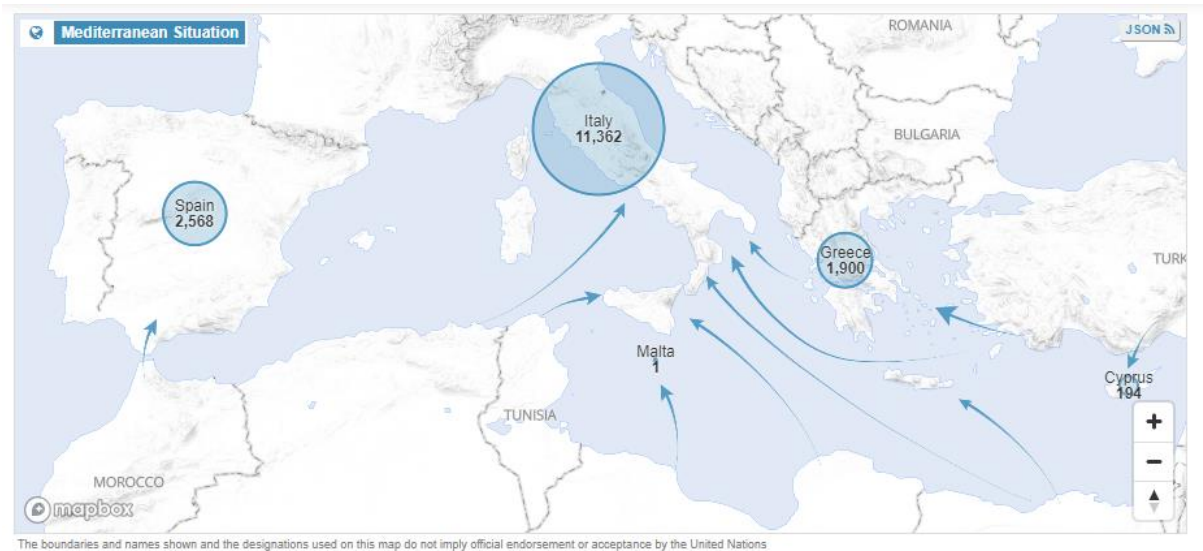 Mediterranean Situation
JSON
ROMANIA
Italy
11,362
BULGARIA
Spain
2,568
Greece
1,900
TURK
Malta
1
Cyprus
194
TUNISIA
MOROCCO
mapbox
The boundaries and names shown and the designations used on this map do not imply official endorsement or acceptance by the United Nations